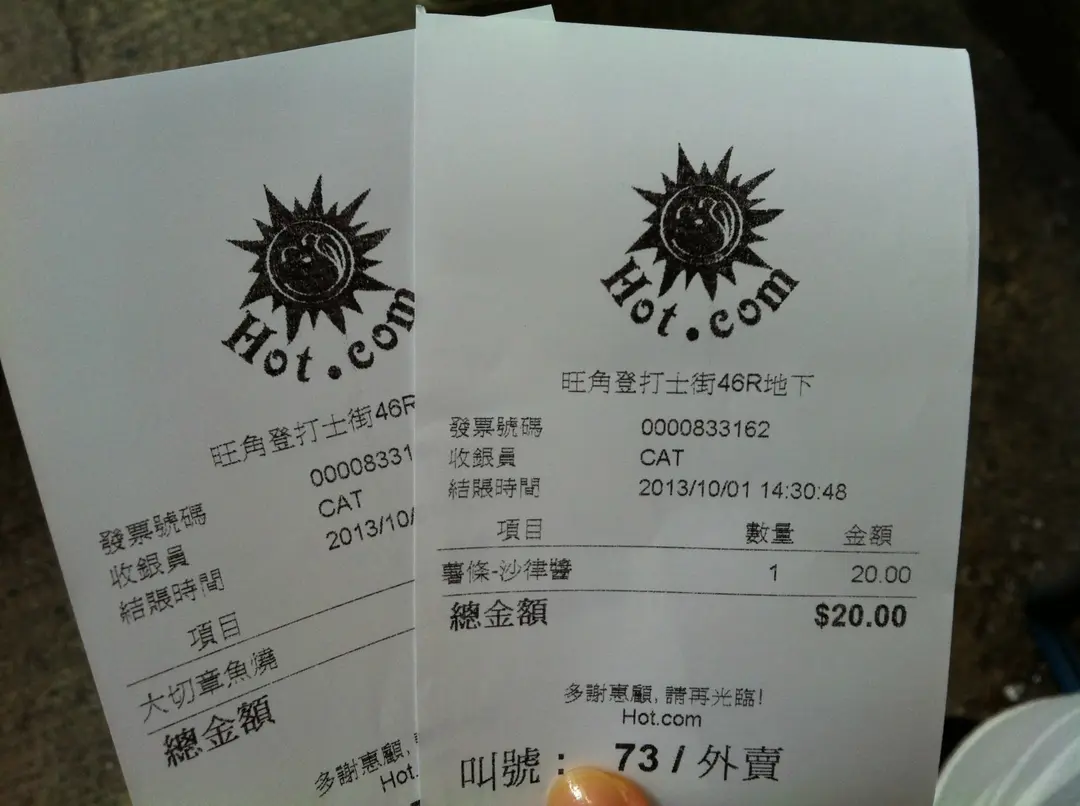 Hot.com
旺角登打士街46R
發票號碼 00008331
收銀員 CAT
結賬時間 2013/10/
項目
大切章魚燒
總金額
多謝惠顧,
Hot.
Hot.com
旺角登打士街46R地下
發票號碼 0000833162
收銀員 CAT
結賬時間 2013/10/01 14:30:48
項目 數量 金額
薯條-沙律醬 1 20.00
總金額 $20.00
多謝惠顧, 請再光臨!
Hot.com
叫號: 73 / 外賣